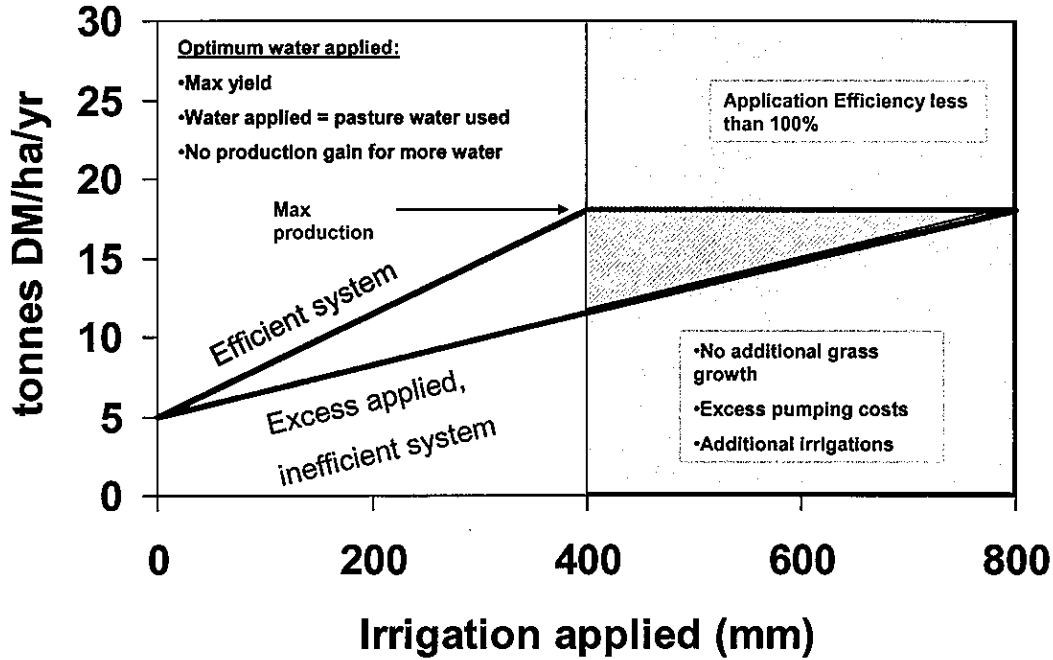 tonnes DM/ha/yr
30
25
20
15
10
5
0
Optimum water applied:
•Max yield
•Water applied = pasture water used
•No production gain for more water
Application Efficiency less
than 100%
Max
production
Efficient system
Excess applied,
inefficient system
•No additional grass
growth
•Excess pumping costs
•Additional irrigations
0
200
400
600
800
Irrigation applied (mm)